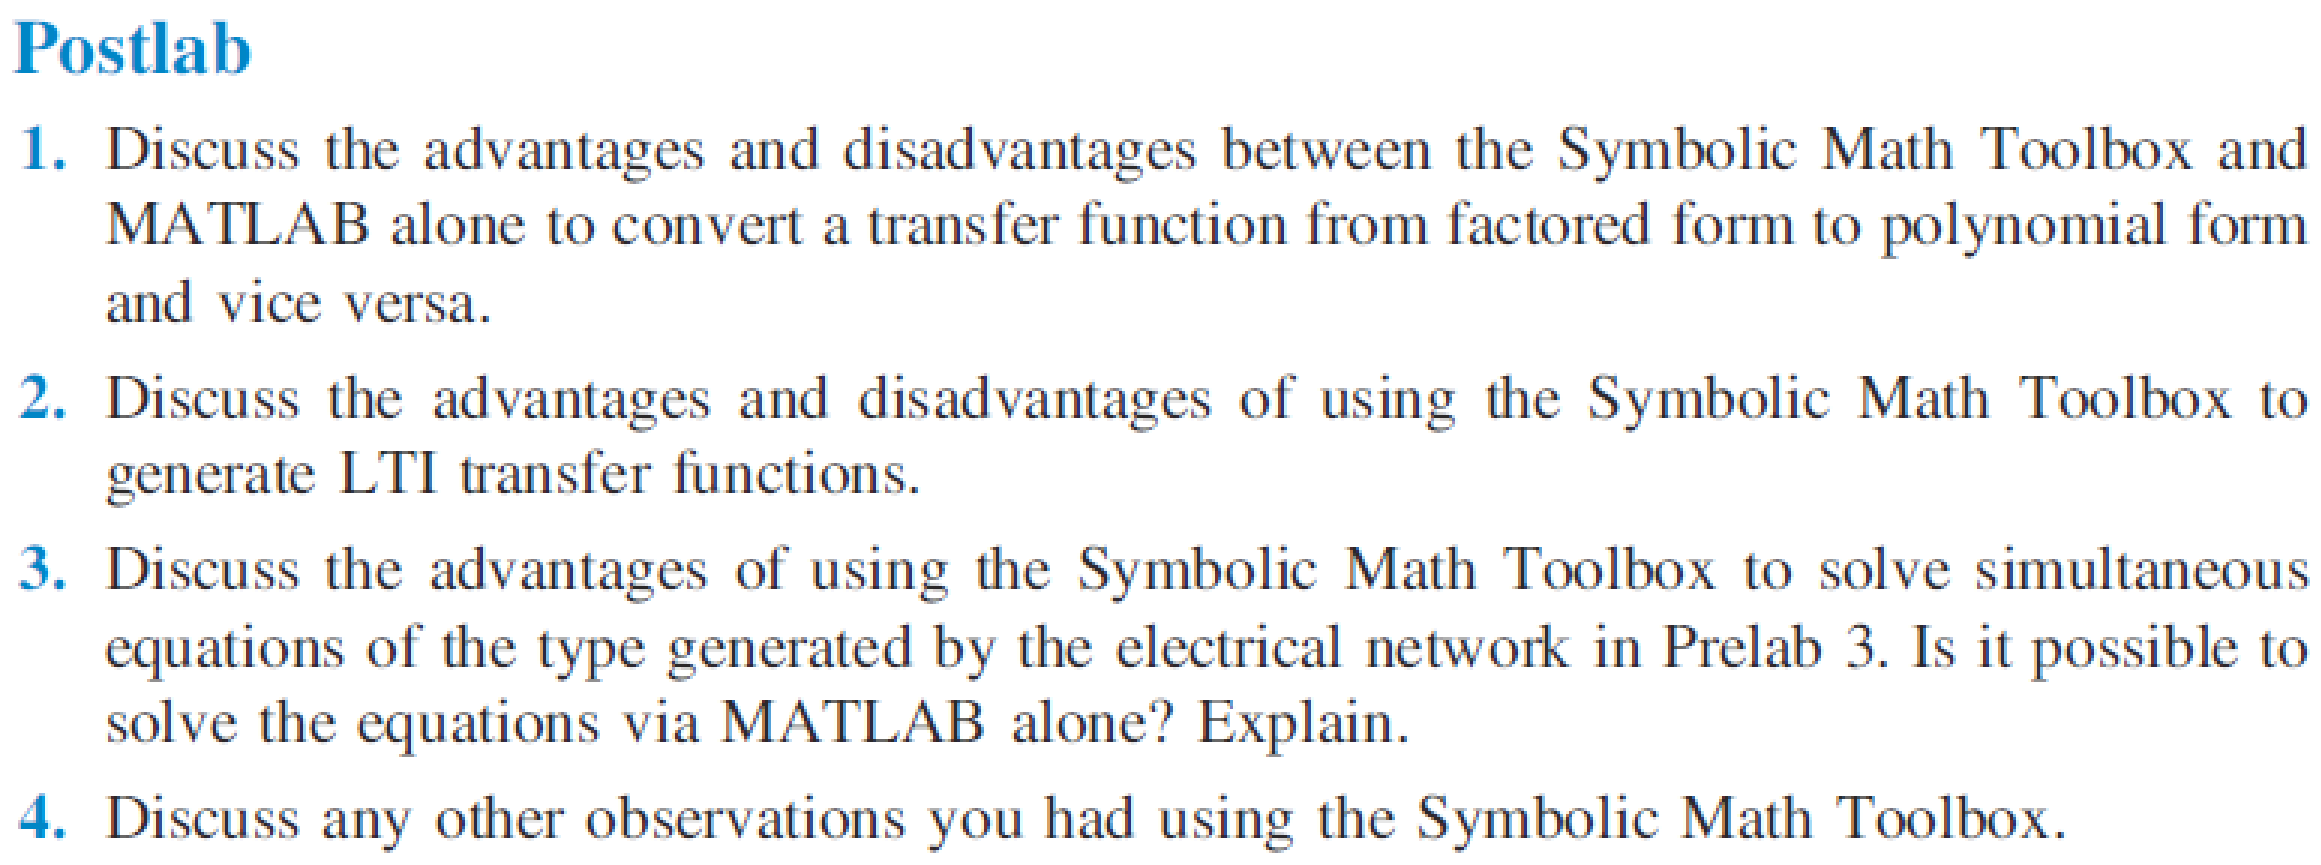 Postlab
1. Discuss the advantages and disadvantages between the Symbolic Math Toolbox and
MATLAB alone to convert a transfer function from factored form to polynomial form
and vice versa.
2. Discuss the advantages and disadvantages of using the Symbolic Math Toolbox to
generate LTI transfer functions.
3. Discuss the advantages of using the Symbolic Math Toolbox to solve simultaneous
equations of the type generated by the electrical network in Prelab 3. Is it possible to
solve the equations via MATLAB alone? Explain.
4. Discuss any other observations you had using the Symbolic Math Toolbox.